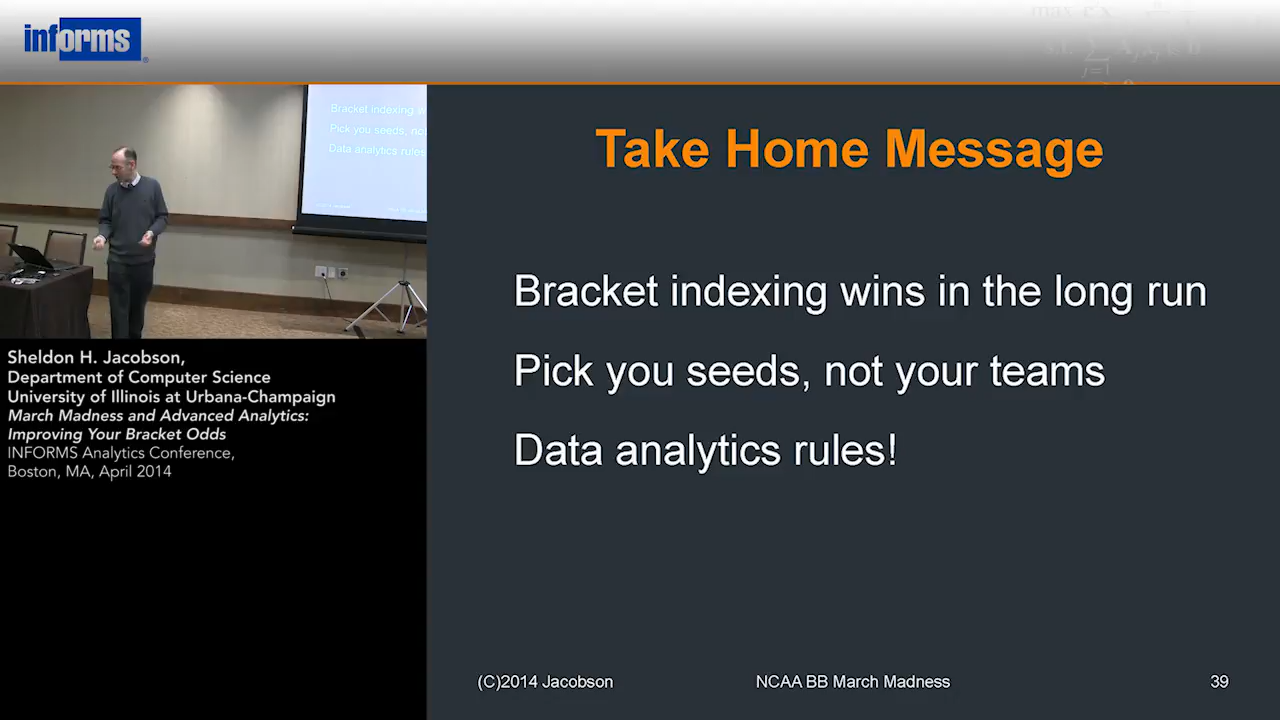 informs
Bracket indexing w
Pick you seeds, not
Data analytics rules
Sheldon H. Jacobson,
Department of Computer Science
University of Illinois at Urbana-Champaign
March Madness and Advanced Analytics:
Improving Your Bracket Odds
INFORMS Analytics Conference,
Boston, MA, April 2014
Take Home Message
Bracket indexing wins in the long run
Pick you seeds, not your teams
Data analytics rules!
(C)2014 Jacobson
NCAA BB March Madness
39